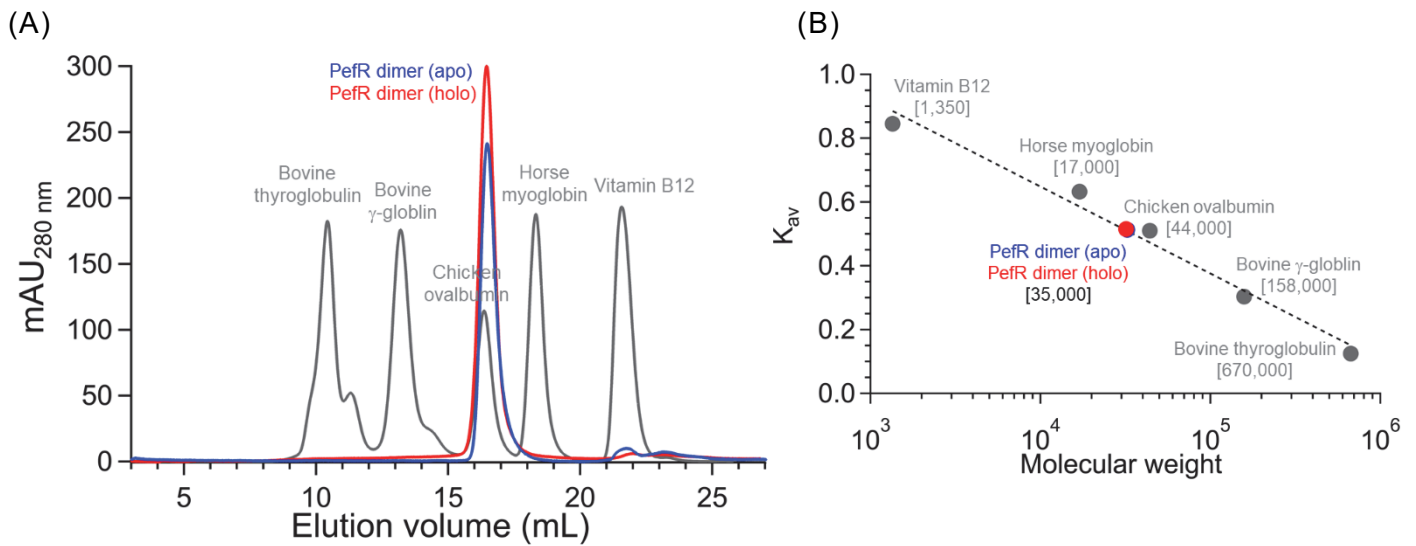 (A)
300
250
200
150
100
50
0
mAU280 nm
PefR dimer (apo)
PefR dimer (holo)
Bovine
thyroglobulin
Bovine
γ-globlin
Chicken
ovalbumin
Horse
myoglobin
Vitamin B12
5
10
15
20
25
Elution volume (mL)
(B)
1.0
0.8
0.6
0.4
0.2
0.0
Kav
Vitamin B12
[1,350]
Horse myoglobin
[17,000]
Chicken ovalbumin
[44,000]
PefR dimer (apo)
PefR dimer (holo)
[35,000]
Bovine γ-globlin
[158,000]
Bovine thyroglobulin
[670,000]
10^3
10^4
10^5
10^6
Molecular weight